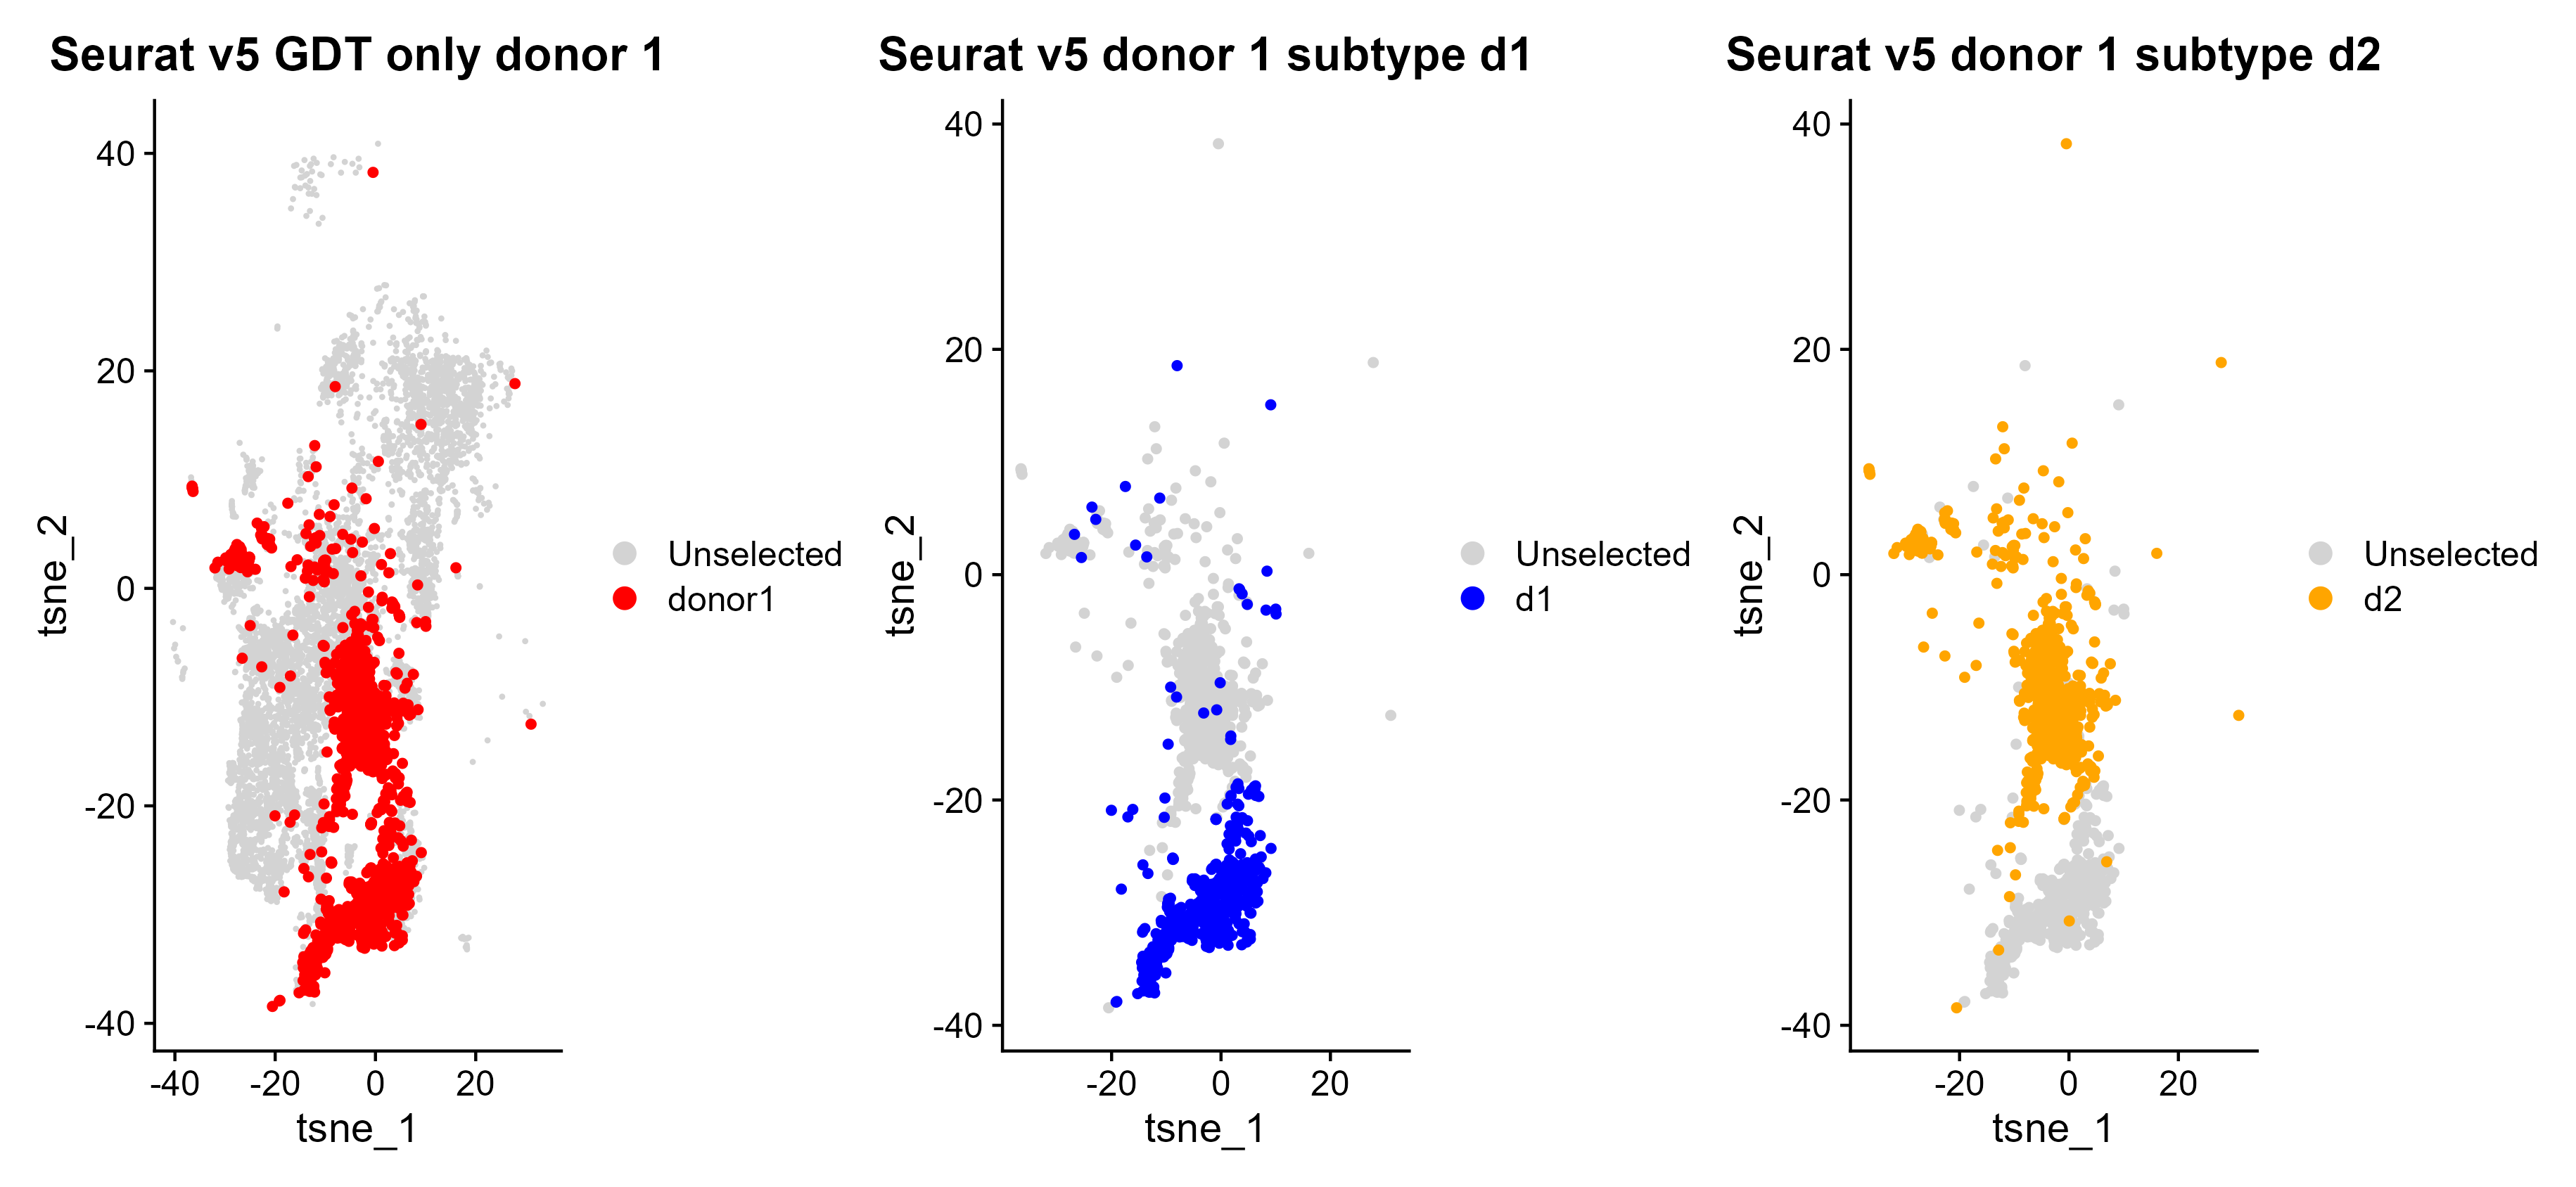 Seurat v5 GDT only donor 1
40
20
0
-20
-40
tsne_2
-40 -20 0 20
tsne_1
Unselected
donor1
Seurat v5 donor 1 subtype d1
40
20
0
-20
-40
tsne_2
-20 0 20
tsne_1
Unselected
d1
Seurat v5 donor 1 subtype d2
40
20
0
-20
-40
tsne_2
-20 0 20
tsne_1
Unselected
d2